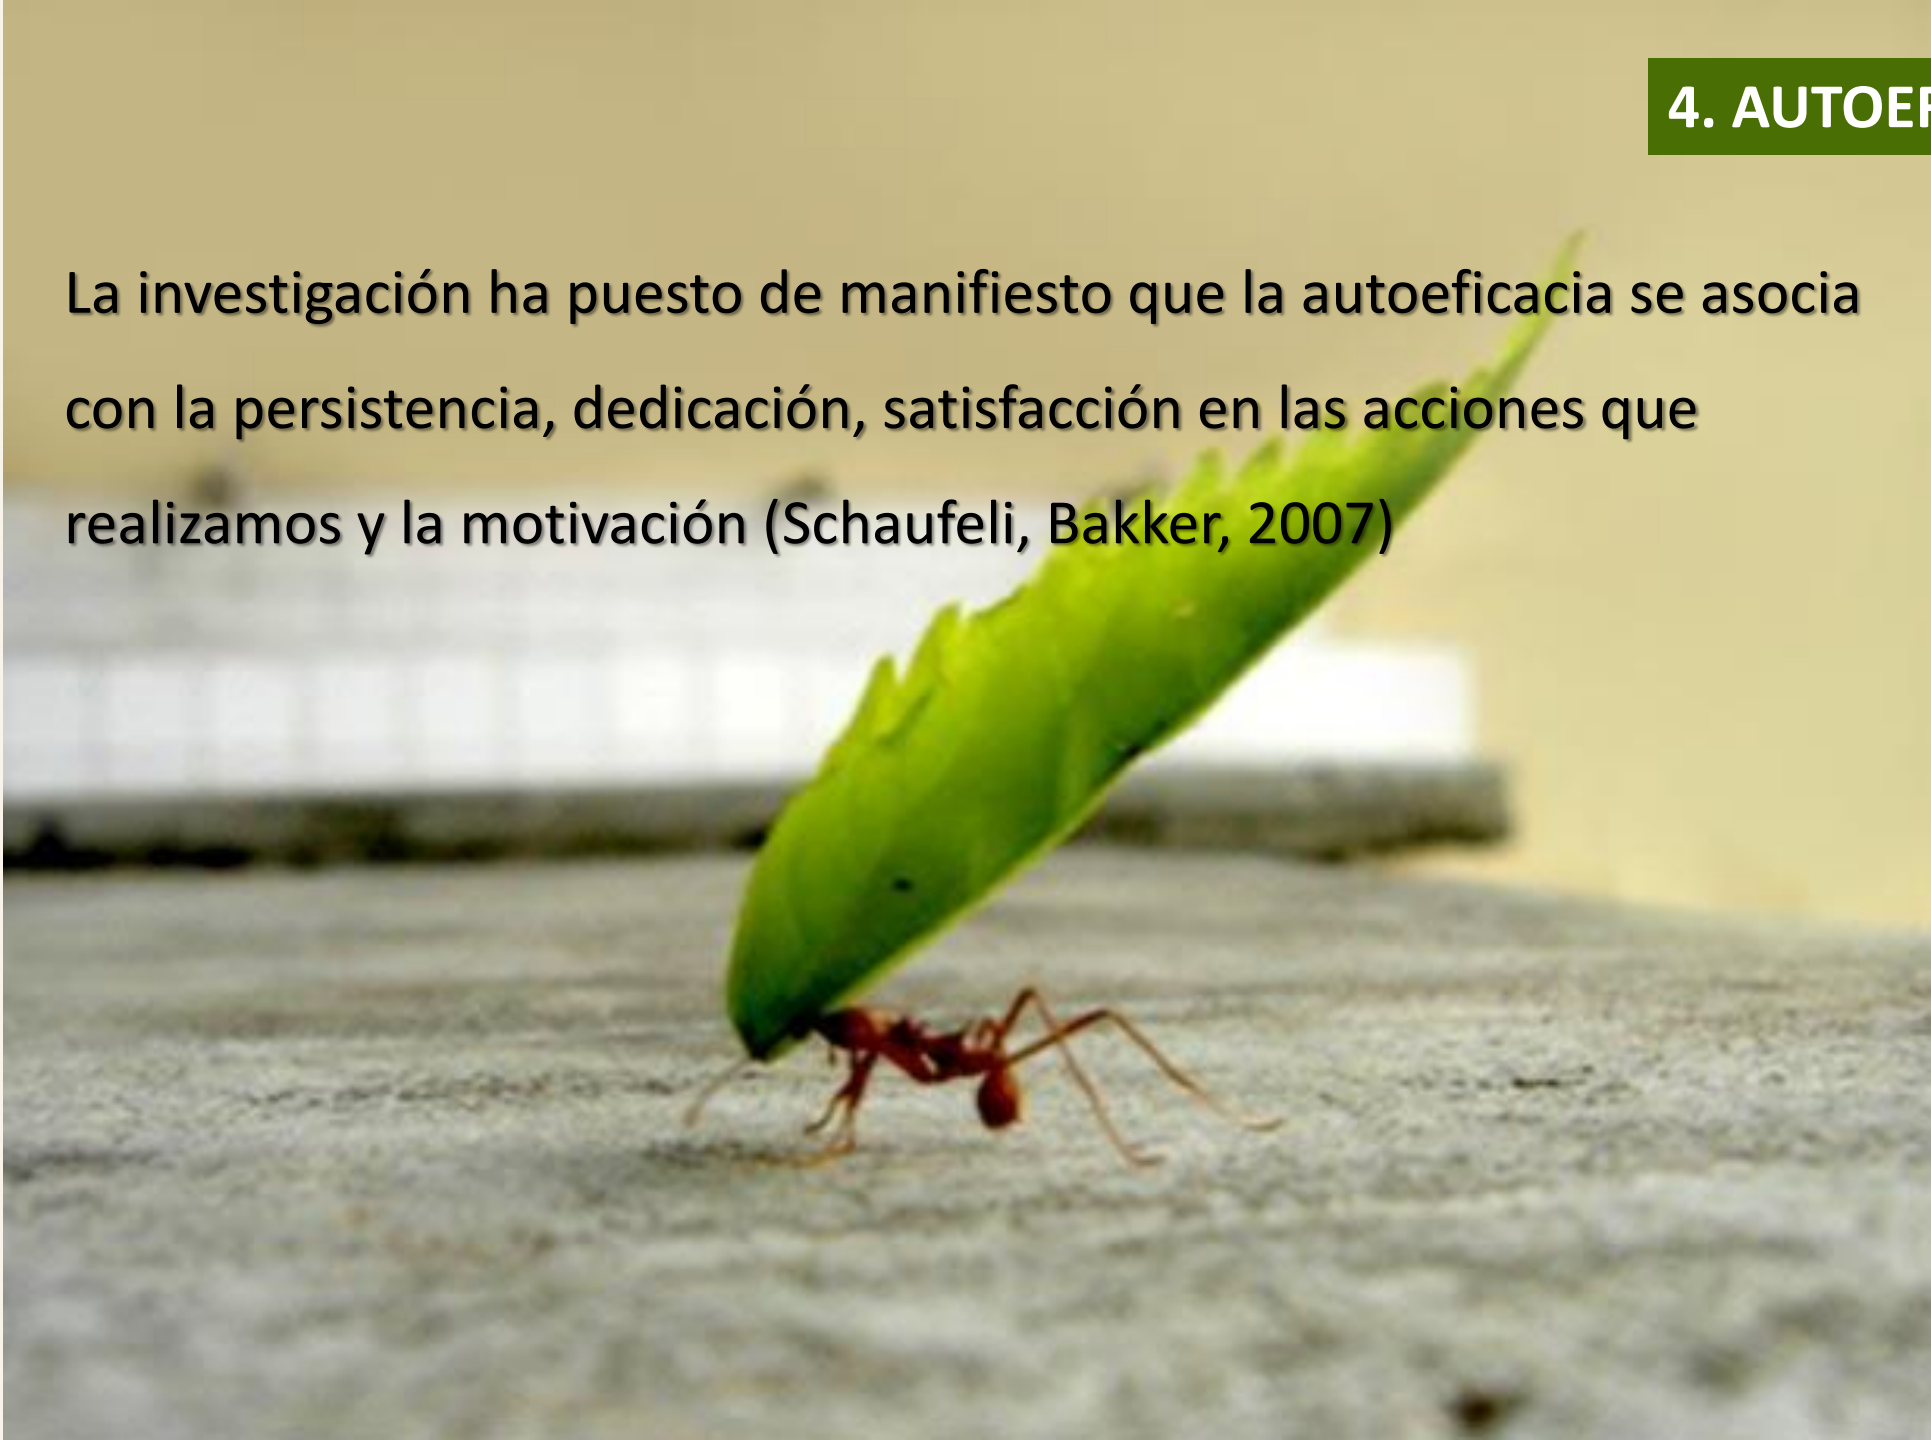 4. AUTOEF
La investigación ha puesto de manifiesto que la autoeficacia se asocia
con la persistencia, dedicación, satisfacción en las acciones que
realizamos y la motivación (Schaufeli, Bakker, 2007)